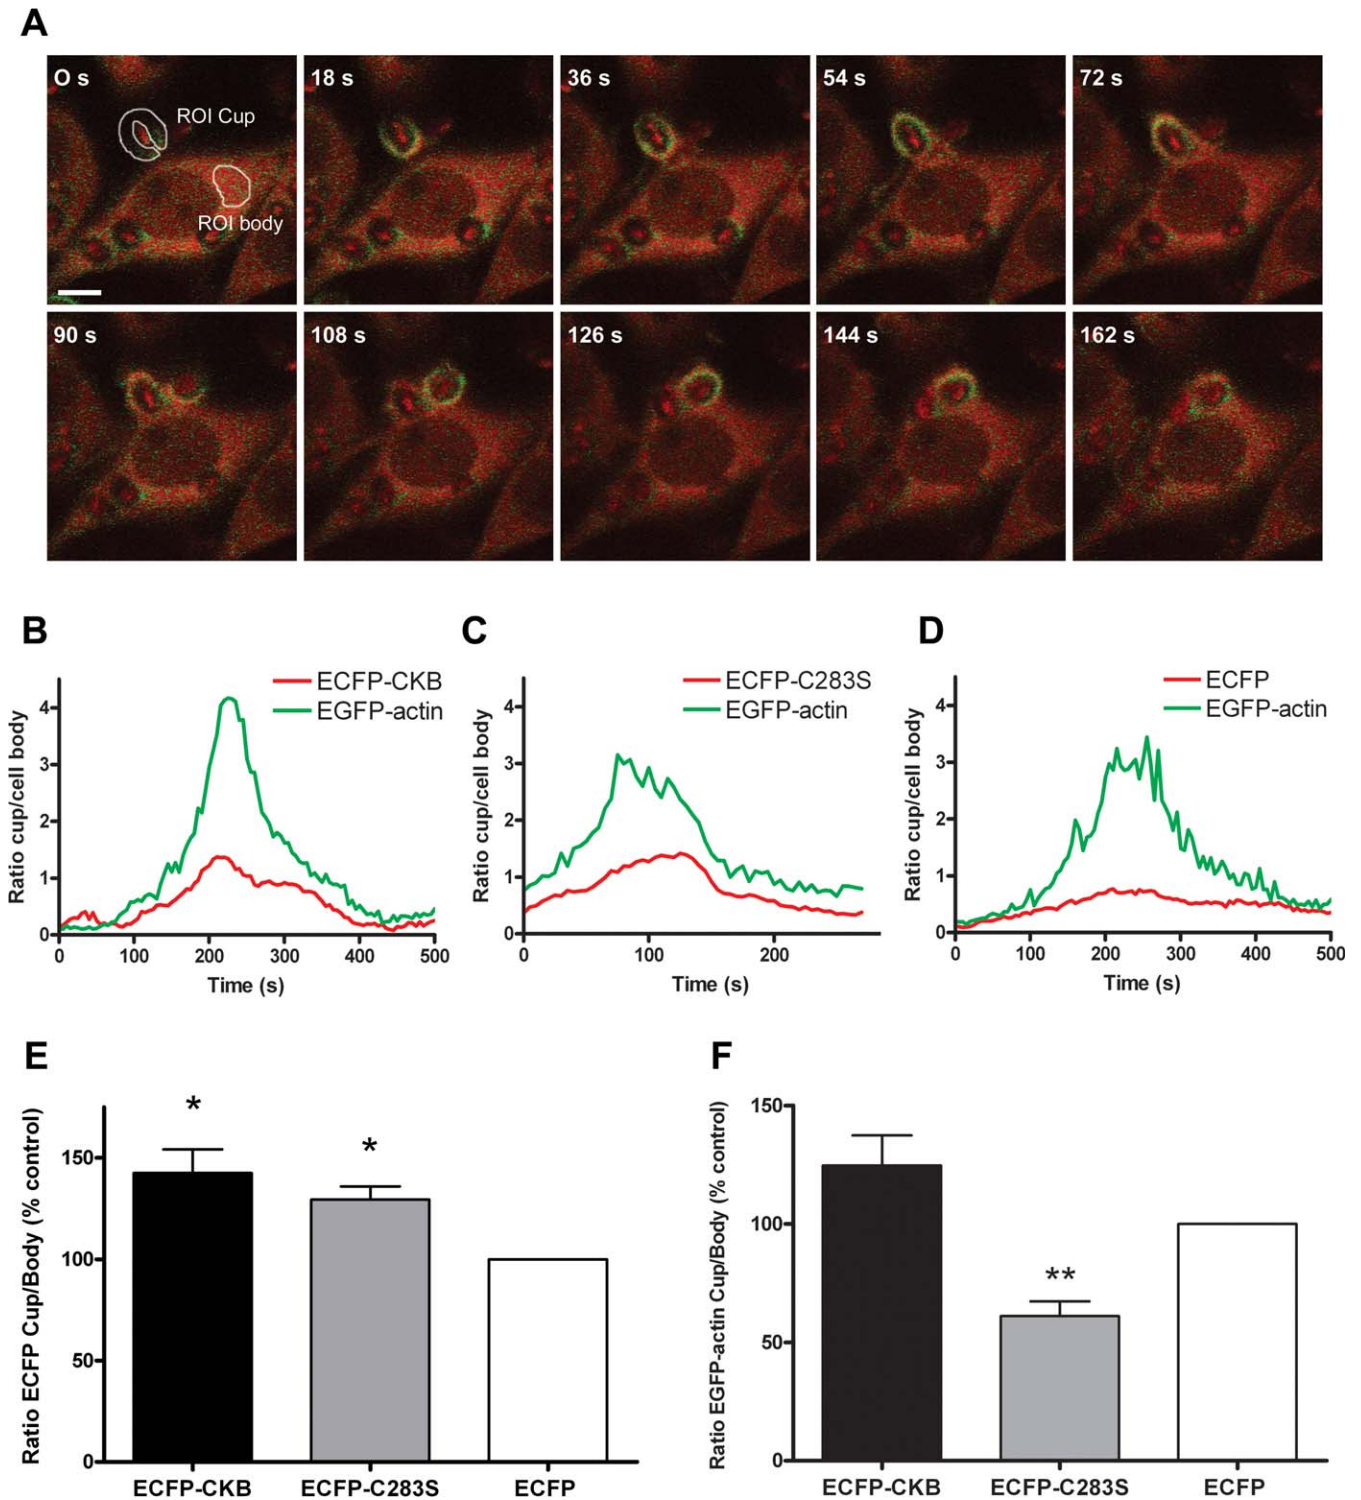 A
O s
ROI Cup
ROI body
18 s
36 s
54 s
72 s
90 s
108 s
126 s
144 s
162 s
B
ECFP-CKB
EGFP-actin
Ratio cup/cell body
4
3
2
1
0
0 100 200 300 400 500
Time (s)
C
ECFP-C283S
EGFP-actin
Ratio cup/cell body
4
3
2
1
0
0 100 200
Time (s)
D
ECFP
EGFP-actin
Ratio cup/cell body
4
3
2
1
0
0 100 200 300 400 500
Time (s)
E
Ratio ECFP Cup/Body (% control)
150
100
50
0
*
*
ECFP-CKB ECFP-C283S ECFP
F
Ratio EGFP-actin Cup/Body (% control)
150
100
50
0
**
ECFP-CKB ECFP-C283S ECFP